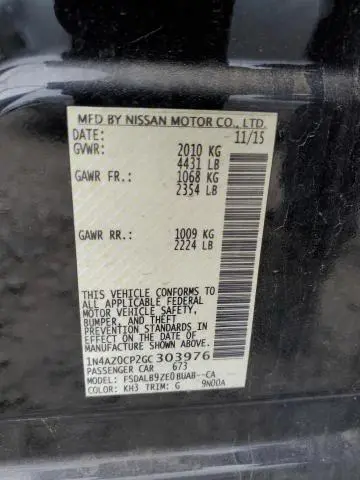 MFD BY NISSAN MOTOR CO., LTD.
DATE: 11/15
GVWR: 2010 KG
4431 LB
GAWR FR.: 1068 KG
2354 LB
GAWR RR.: 1009 KG
2224 LB
THIS VEHICLE CONFORMS TO
ALL APPLICABLE FEDERAL
MOTOR VEHICLE SAFETY,
BUMPER, AND THEFT
PREVENTION STANDARDS IN
EFFECT ON THE DATE OF
MANUFACTURE SHOWN ABOVE.
1N4AZ0CP2GC303976
PASSENGER CAR 673
MODEL: FSDALB9ZE0BUAB--CA
COLOR: KH3 TRIM: G 9N00A